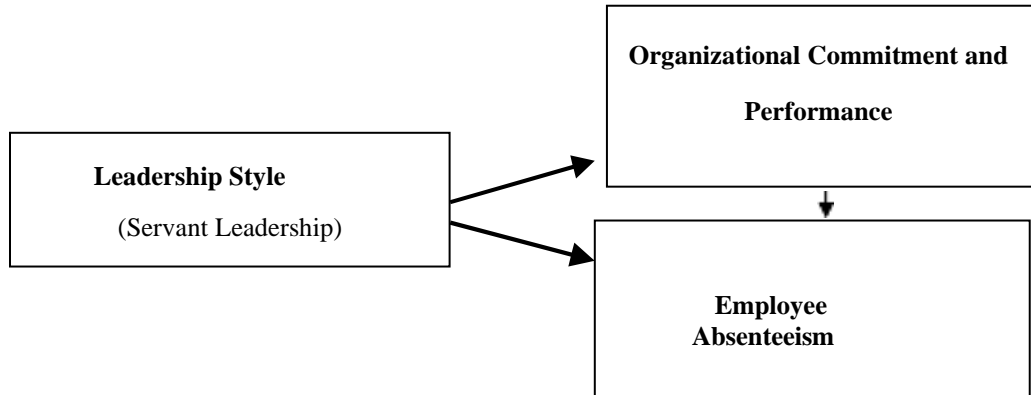 Organizational Commitment and
Performance
Leadership Style
(Servant Leadership)
Employee
Absenteeism